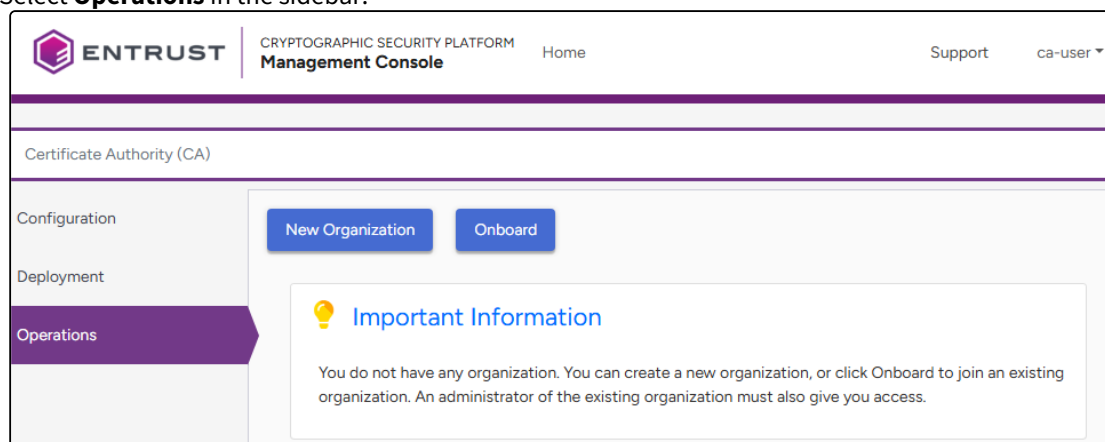 Select Operations in the sidebar.
ENTRUST
CRYPTOGRAPHIC SECURITY PLATFORM
Management Console
Home
Support
ca-user
Certificate Authority (CA)
Configuration
Deployment
Operations
New Organization
Onboard
Important Information
You do not have any organization. You can create a new organization, or click Onboard to join an existing
organization. An administrator of the existing organization must also give you access.